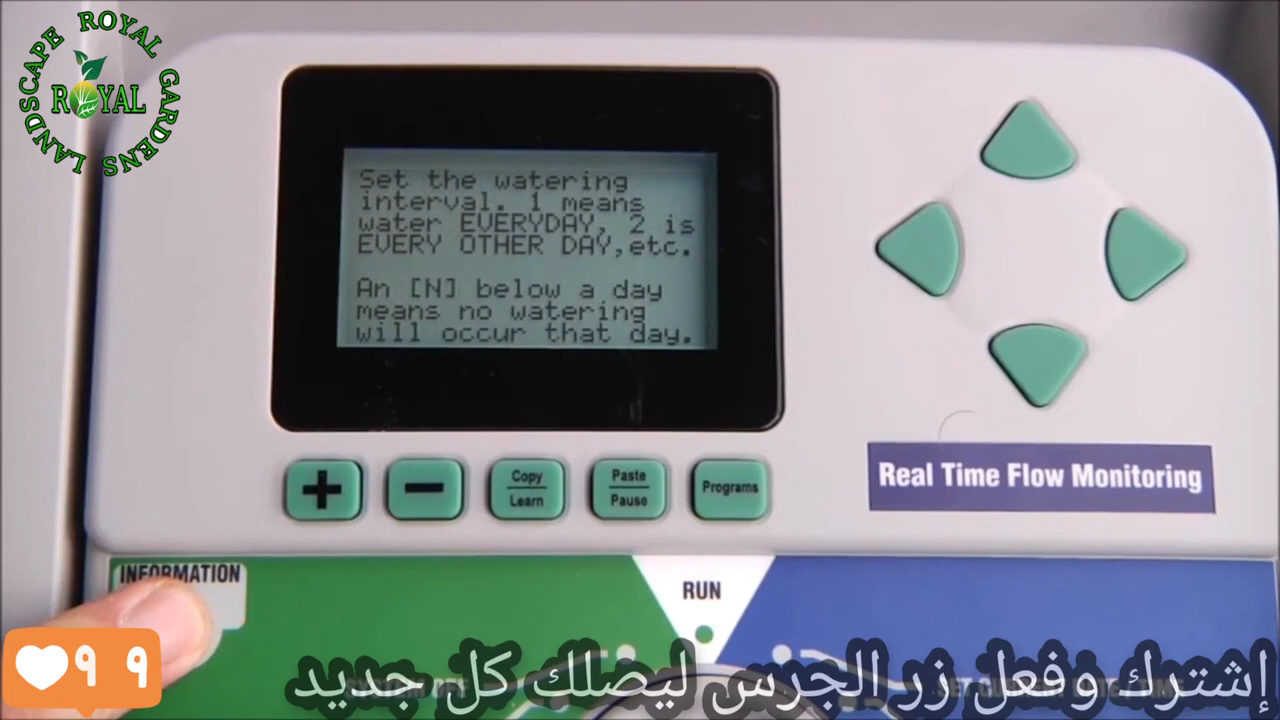 LANDSCAPE ROYAL GARDENS
ROYAL
Set the watering
interval. 1 means
water EVERYDAY, 2 is
EVERY OTHER DAY,etc.
An [N] below a day
means no watering
will occur that day.
+
−
Copy
Learn
Paste
Pause
Programs
Real Time Flow Monitoring
INFORMATION
RUN
٩ ٩
إشترك وفعل زر الجرس ليصلك كل جديد